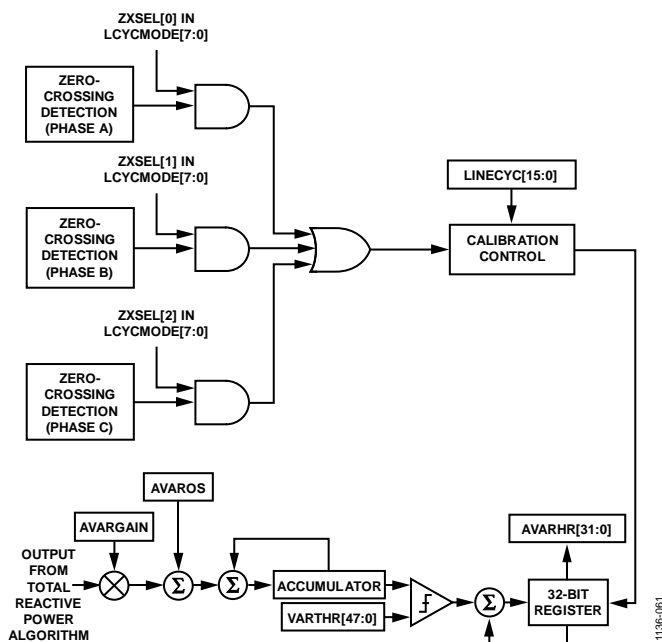 ZXSEL[0] IN
LCYCMODE[7:0]
ZERO-
CROSSING
DETECTION
(PHASE A)
ZXSEL[1] IN
LCYCMODE[7:0]
ZERO-
CROSSING
DETECTION
(PHASE B)
LINECYC[15:0]
CALIBRATION
CONTROL
ZXSEL[2] IN
LCYCMODE[7:0]
ZERO-
CROSSING
DETECTION
(PHASE C)
AVAROS
AVARGAIN
AVARHR[31:0]
OUTPUT
FROM
TOTAL
REACTIVE
POWER
ALGORITHM
Σ
Σ
ACCUMULATOR
VARTHR[47:0]
Σ
32-BIT
REGISTER
1136-061